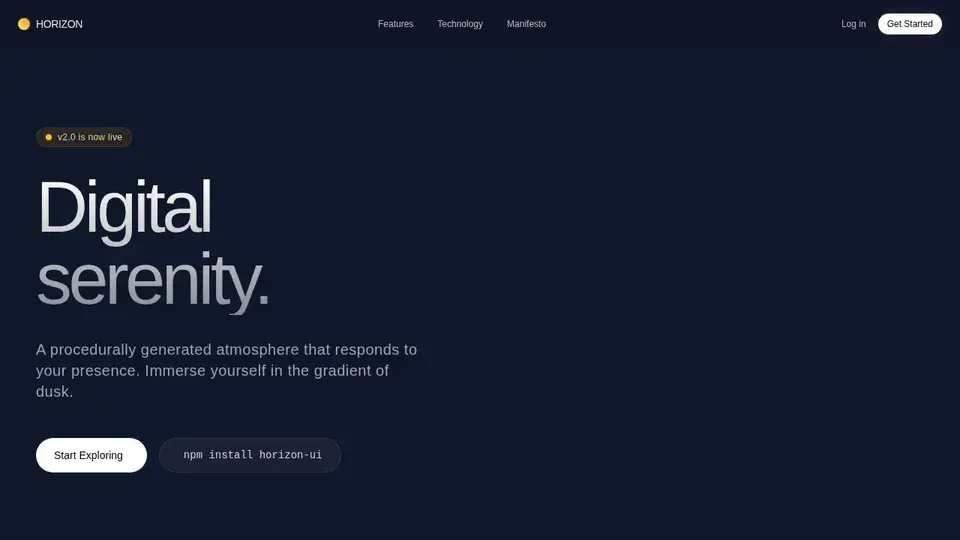 HORIZON
Features
Technology
Manifesto
Log in
Get Started
v2.0 is now live
Digital
serenity.
A procedurally generated atmosphere that responds to
your presence. Immerse yourself in the gradient of
dusk.
Start Exploring
npm install horizon-ui